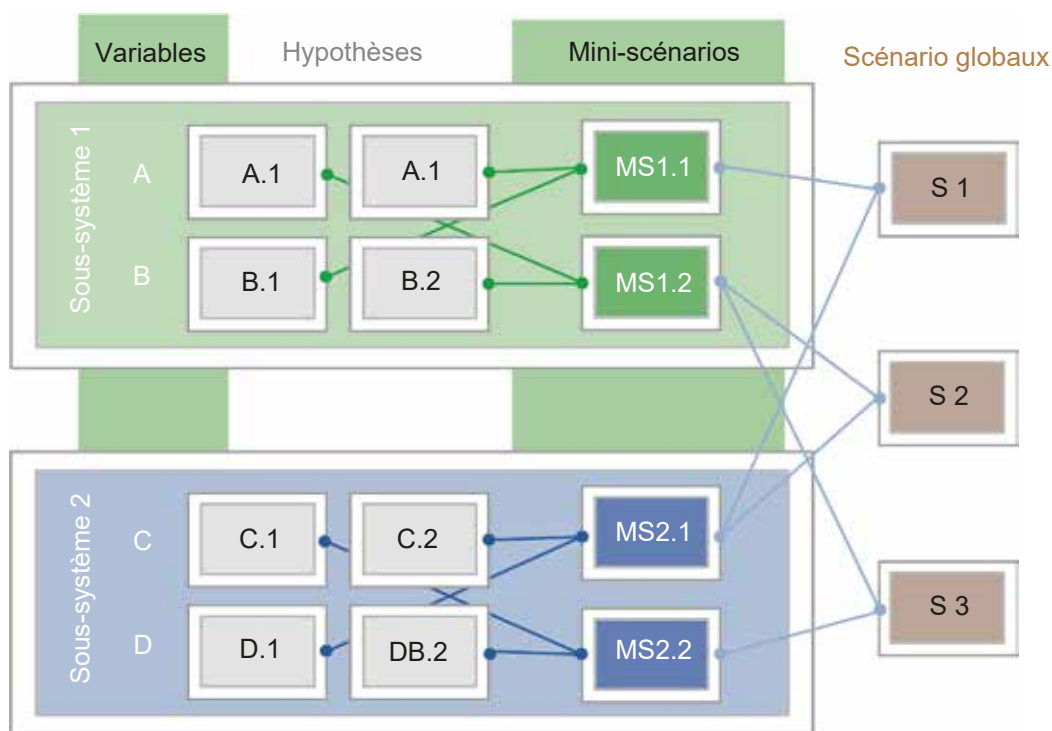 Variables
Hypothèses
Mini-scénarios
Scénario globaux
Sous-système 1
A
A.1
A.1
MS1.1
S 1
B
B.1
B.2
MS1.2
S 2
Sous-système 2
C
C.1
C.2
MS2.1
S 3
D
D.1
DB.2
MS2.2